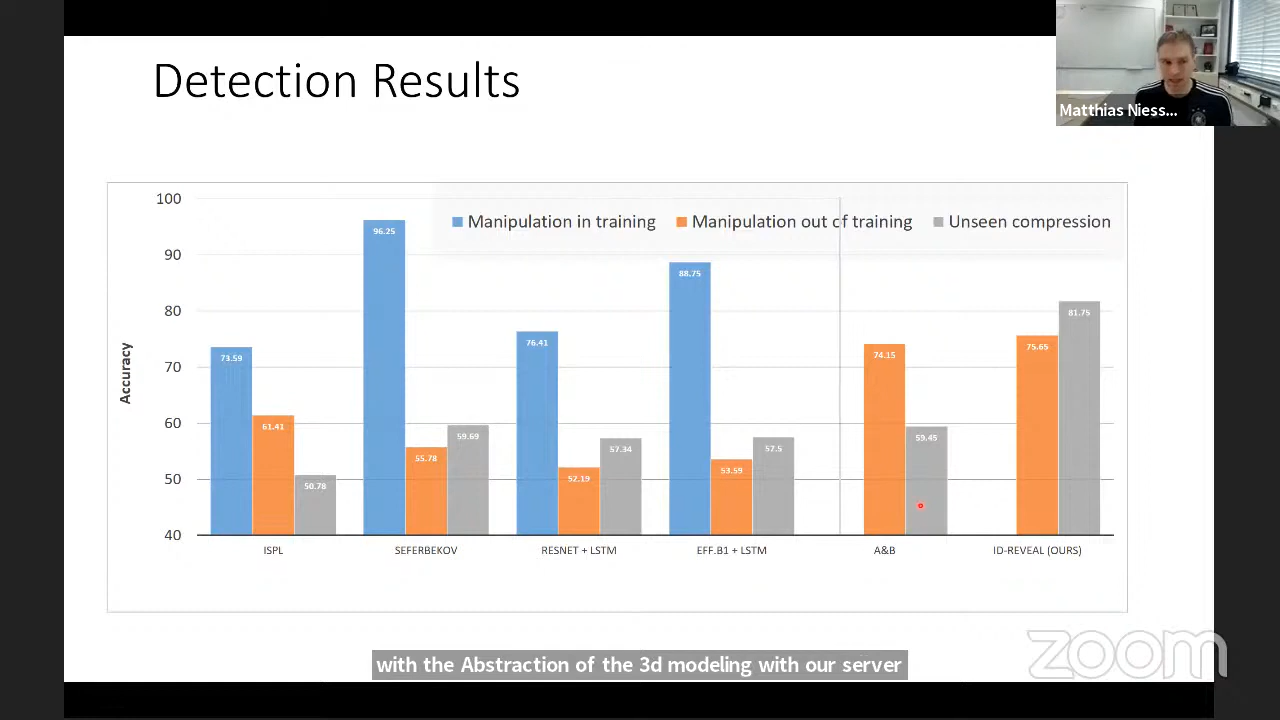 Detection Results
Matthias Niess...
Manipulation in training
Manipulation out of training
Unseen compression
Accuracy
100
90
80
70
60
50
40
73.59
61.41
50.78
96.25
55.78
59.69
76.41
52.19
57.34
88.75
53.59
57.5
74.15
59.45
75.65
81.75
ISPL
SEFERBEKOV
RESNET + LSTM
EFF.B1 + LSTM
A&B
ID-REVEAL (OURS)
with the Abstraction of the 3d modeling with our server
zoom